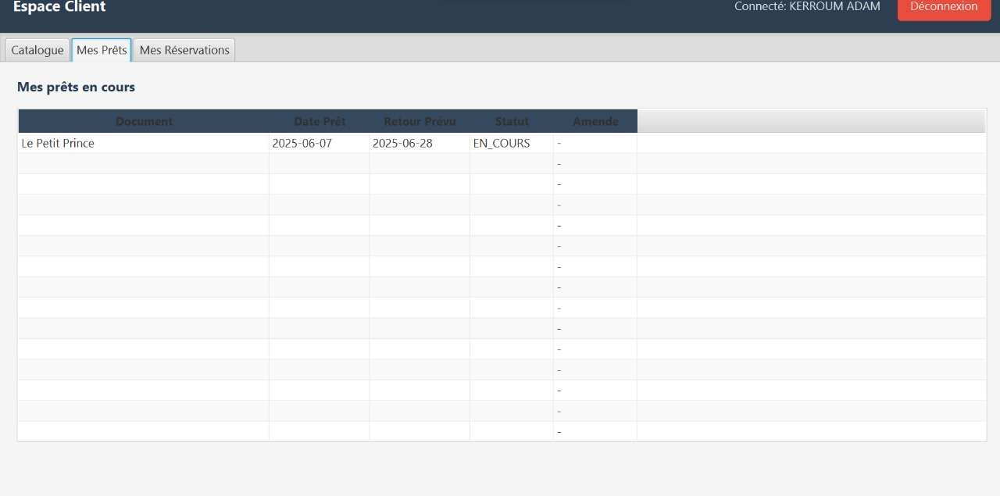 Espace Client Connecté: KERROUM ADAM Déconnexion
Catalogue Mes Prêts Mes Réservations
Mes prêts en cours
Document Date Prêt Retour Prévu Statut Amende
Le Petit Prince 2025-06-07 2025-06-28 EN_COURS -
-
-
-
-
-
-
-
-
-
-
-
-
-
-